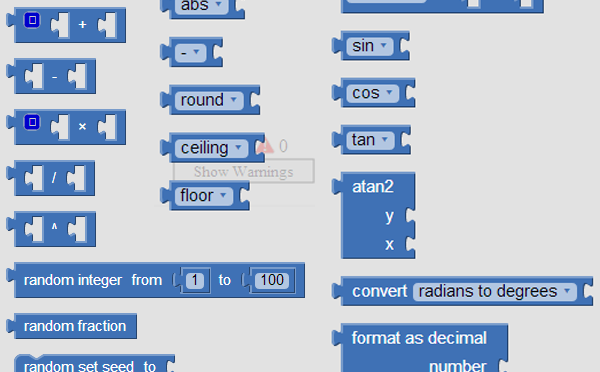 +
-
×
/
^
random integer from 1 to 100
random fraction
random set seed to
abs
-
round
ceiling
floor
0
Show Warnings
sin
cos
tan
atan2
y
x
convert radians to degrees
format as decimal
number